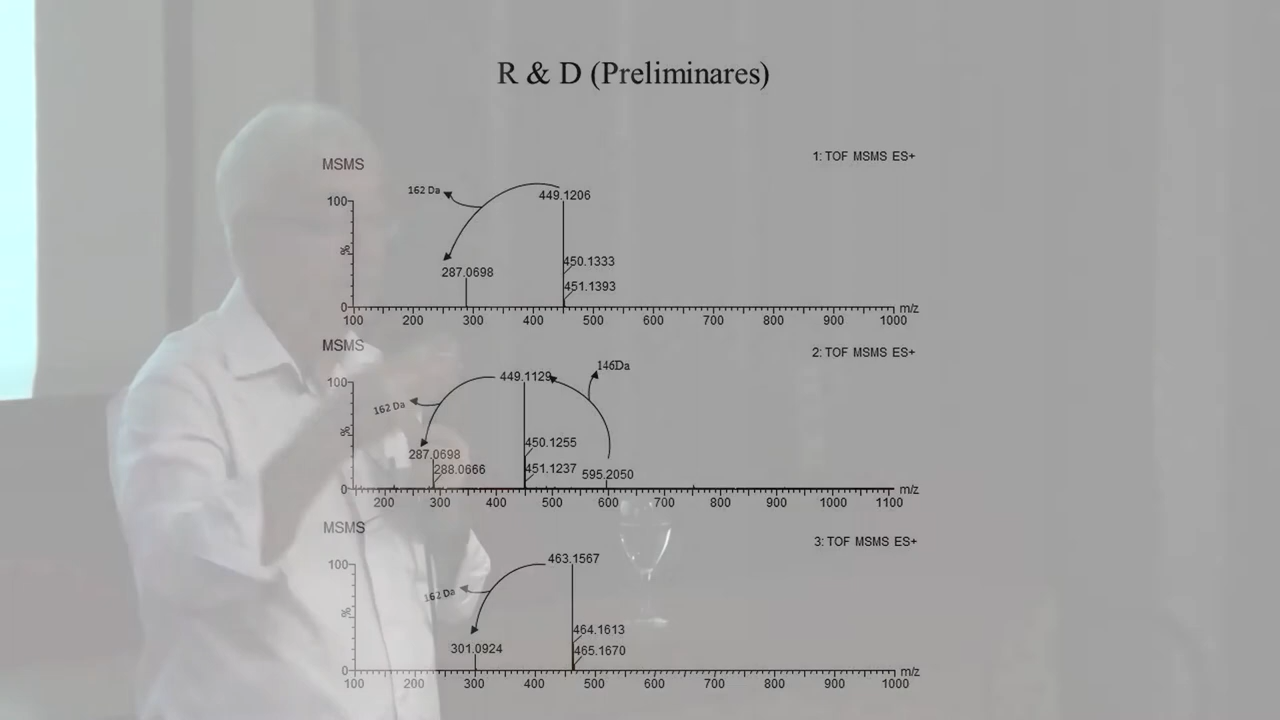 R & D (Preliminares)
MSMS
1: TOF MSMS ES+
162 Da
449.1206
100
%
450.1333
287.0698
451.1393
0
100 200 300 400 500 600 700 800 900 1000 m/z
MSMS
2: TOF MSMS ES+
146Da
449.1129
100
162 Da
%
450.1255
287.0698
288.0666
451.1237
595.2050
0
200 300 400 500 600 700 800 900 1000 1100 m/z
MSMS
3: TOF MSMS ES+
463.1567
100
162 Da
%
464.1613
301.0924
465.1670
0
100 200 300 400 500 600 700 800 900 1000 m/z